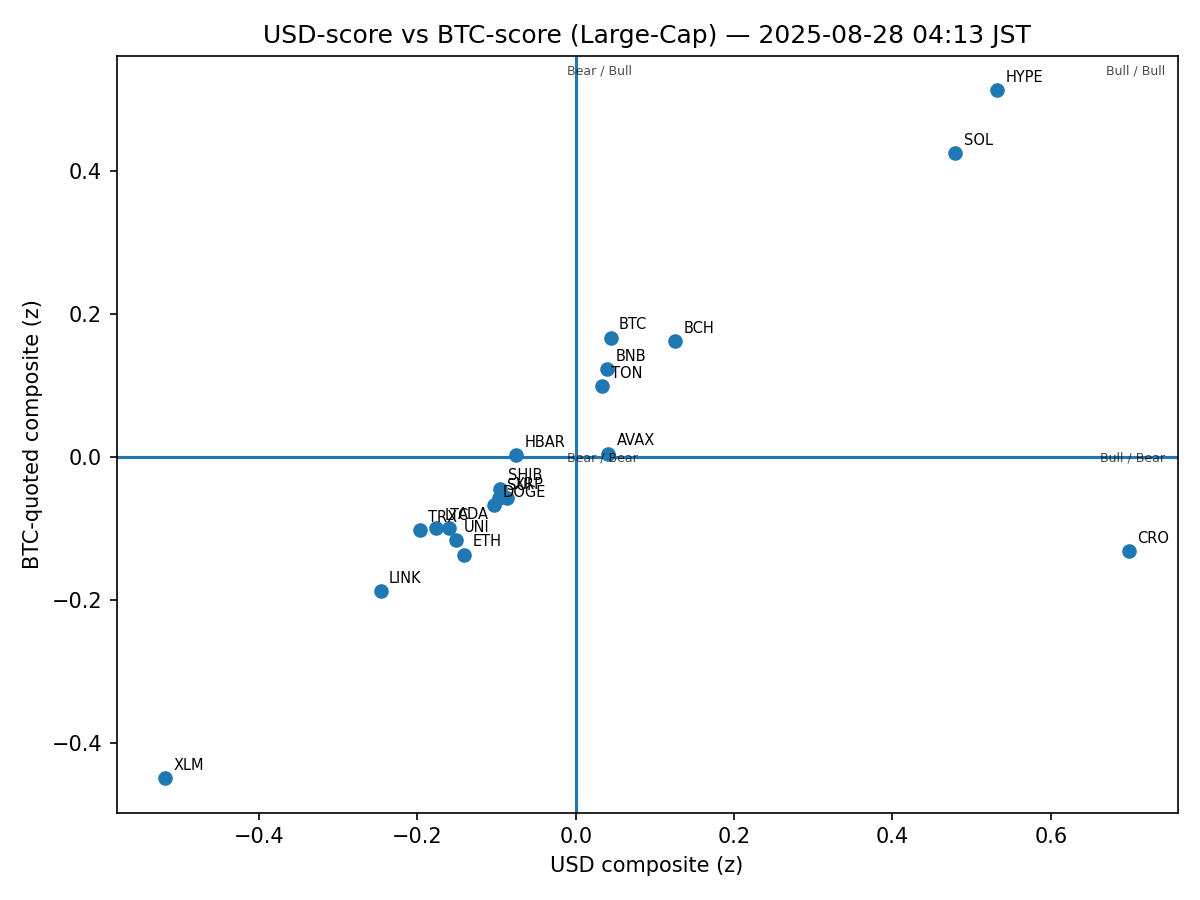 USD-score vs BTC-score (Large-Cap) — 2025-08-28 04:13 JST
Bear / Bull
Bull / Bull
HYPE
SOL
BTC
BCH
BNB
TON
HBAR
AVAX
Bear / Bear
Bull / Bear
SHIB
XRP
DOGE
TRX
LTC
ADA
UNI
ETH
CRO
LINK
XLM
0.4
0.2
0.0
−0.2
−0.4
−0.4
−0.2
0.0
0.2
0.4
0.6
BTC-quoted composite (z)
USD composite (z)